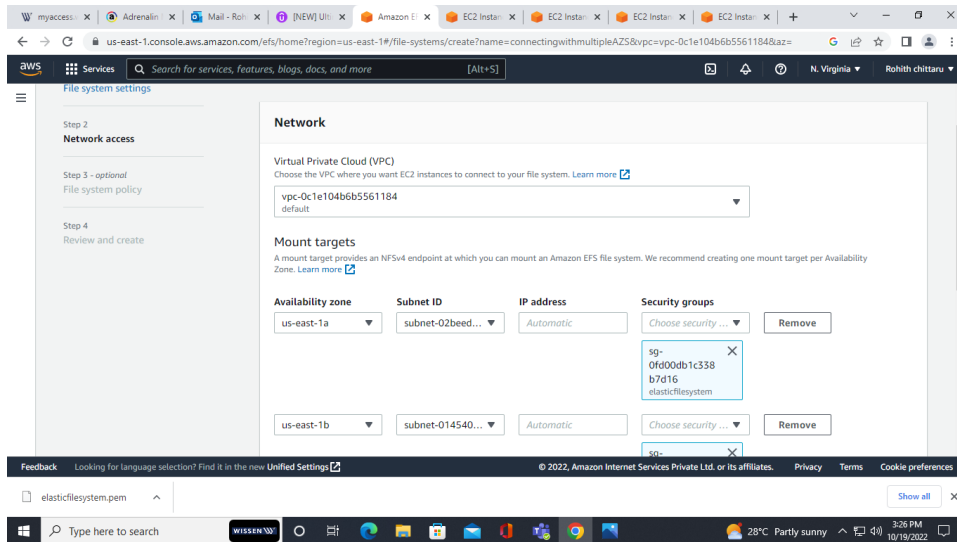 myaccess
Adrenalin
Mail - Roh
[NEW] Ulti
Amazon E
EC2 Instan
EC2 Instan
EC2 Instan
EC2 Instan
us-east-1.console.aws.amazon.com/efs/home?region=us-east-1#/file-systems/create?name=connectingwithmultipleAZS&vpc=vpc-0c1e104b6b5561184&az=
aws
Services
Search for services, features, blogs, docs, and more
[Alt+S]
N. Virginia
Rohith chittaru
File system settings
Step 2
Network access
Step 3 - optional
File system policy
Step 4
Review and create
Network
Virtual Private Cloud (VPC)
Choose the VPC where you want EC2 instances to connect to your file system. Learn more
vpc-0c1e104b6b5561184
default
Mount targets
A mount target provides an NFSv4 endpoint at which you can mount an Amazon EFS file system. We recommend creating one mount target per Availability
Zone. Learn more
Availability zone Subnet ID IP address Security groups
us-east-1a subnet-02beed... Automatic Choose security ... Remove
sg-
0fd00db1c338
b7d16
elasticfilesystem
us-east-1b subnet-014540... Automatic Choose security ... Remove
sg-
Feedback Looking for language selection? Find it in the new Unified Settings © 2022, Amazon Internet Services Private Ltd. or its affiliates. Privacy Terms Cookie preferences
elasticfilesystem.pem
Show all
Type here to search
WISSEN
28°C Partly sunny
3:26 PM
10/19/2022